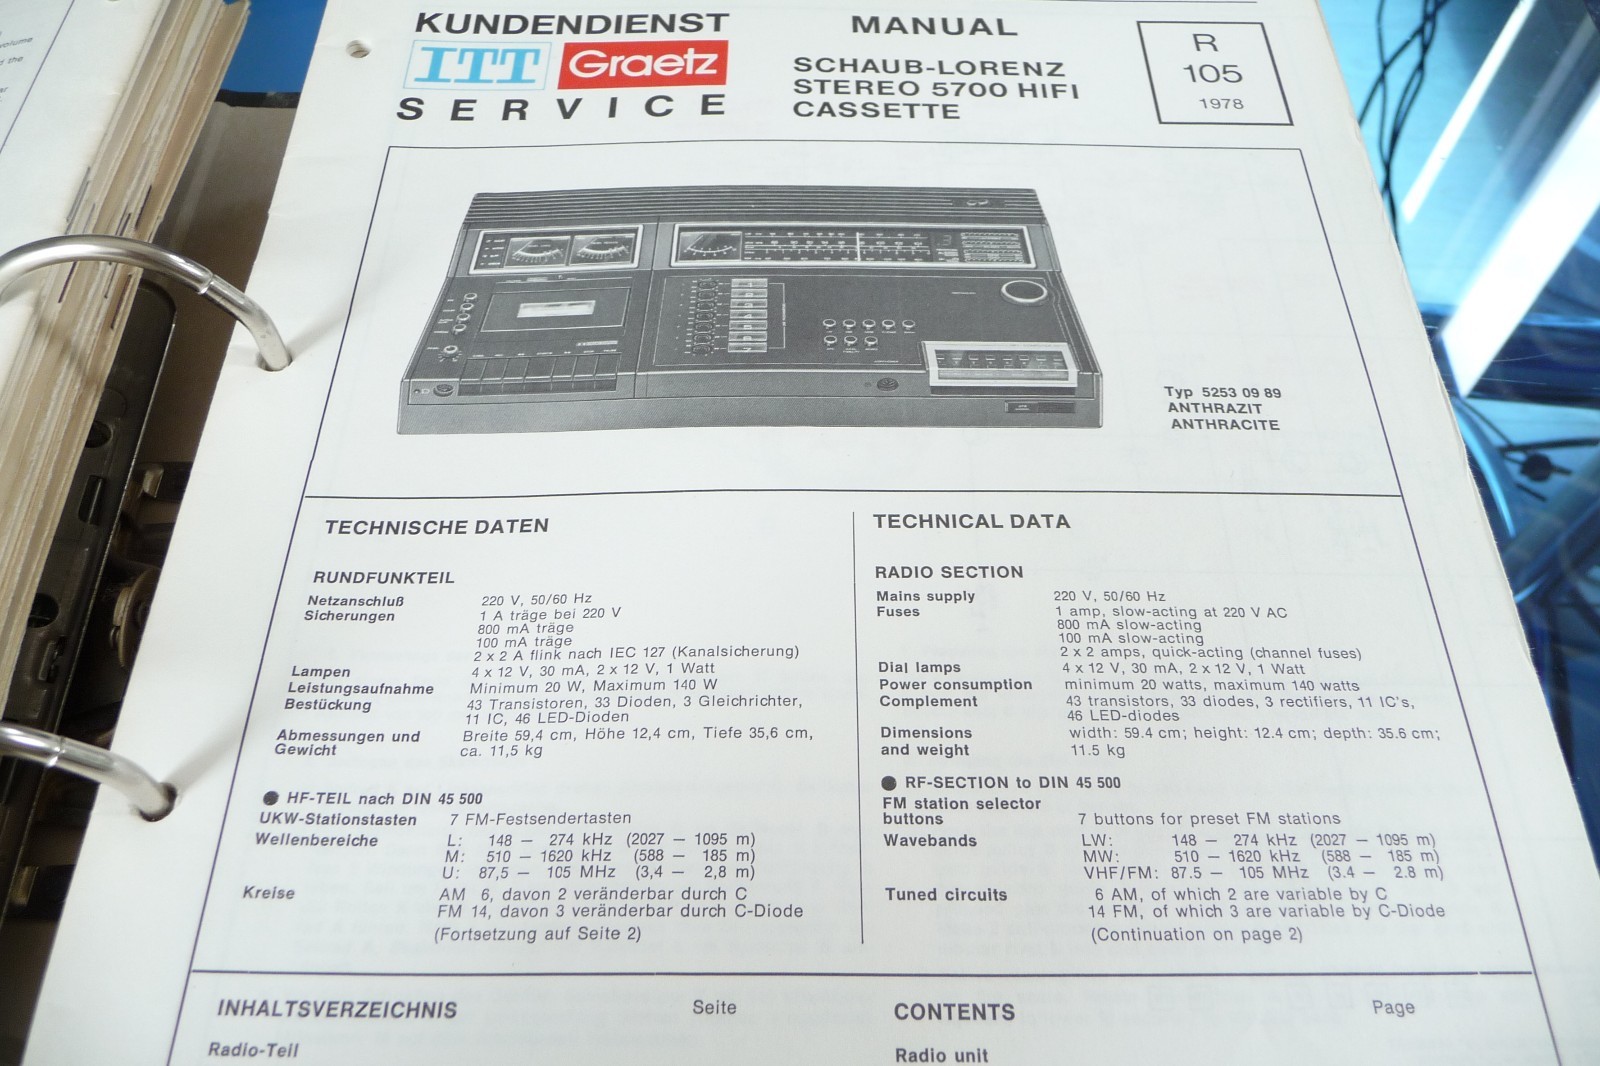 volume
d the
KUNDENDIENST
ITT Graetz
SERVICE
MANUAL
SCHAUB-LORENZ
STEREO 5700 HIFI
CASSETTE
R
105
1978
Typ 5253 09 89
ANTHRAZIT
ANTHRACITE
TECHNISCHE DATEN
RUNDFUNKTEIL
Netzanschluß 220 V, 50/60 Hz
Sicherungen 1 A träge bei 220 V
800 mA träge
100 mA träge
2 x 2 A flink nach IEC 127 (Kanalsicherung)
Lampen 4 x 12 V, 30 mA, 2 x 12 V, 1 Watt
Leistungsaufnahme Minimum 20 W, Maximum 140 W
Bestückung 43 Transistoren, 33 Dioden, 3 Gleichrichter,
11 IC, 46 LED-Dioden
Abmessungen und Breite 59,4 cm, Höhe 12,4 cm, Tiefe 35,6 cm,
Gewicht ca. 11,5 kg
● HF-TEIL nach DIN 45 500
UKW-Stationstasten 7 FM-Festsendertasten
Wellenbereiche L: 148 – 274 kHz (2027 – 1095 m)
M: 510 – 1620 kHz (588 – 185 m)
U: 87,5 – 105 MHz (3,4 – 2,8 m)
Kreise AM 6, davon 2 veränderbar durch C
FM 14, davon 3 veränderbar durch C-Diode
(Fortsetzung auf Seite 2)
TECHNICAL DATA
RADIO SECTION
Mains supply 220 V, 50/60 Hz
Fuses 1 amp, slow-acting at 220 V AC
800 mA slow-acting
100 mA slow-acting
2 x 2 amps, quick-acting (channel fuses)
Dial lamps 4 x 12 V, 30 mA, 2 x 12 V, 1 Watt
Power consumption minimum 20 watts, maximum 140 watts
Complement 43 transistors, 33 diodes, 3 rectifiers, 11 IC's,
46 LED-diodes
Dimensions width: 59.4 cm; height: 12.4 cm; depth: 35.6 cm;
and weight 11.5 kg
● RF-SECTION to DIN 45 500
FM station selector
buttons 7 buttons for preset FM stations
Wavebands LW: 148 – 274 kHz (2027 – 1095 m)
MW: 510 – 1620 kHz (588 – 185 m)
VHF/FM: 87.5 – 105 MHz (3.4 – 2.8 m)
Tuned circuits 6 AM, of which 2 are variable by C
14 FM, of which 3 are variable by C-Diode
(Continuation on page 2)
INHALTSVERZEICHNIS Seite
Radio-Teil
CONTENTS Page
Radio unit